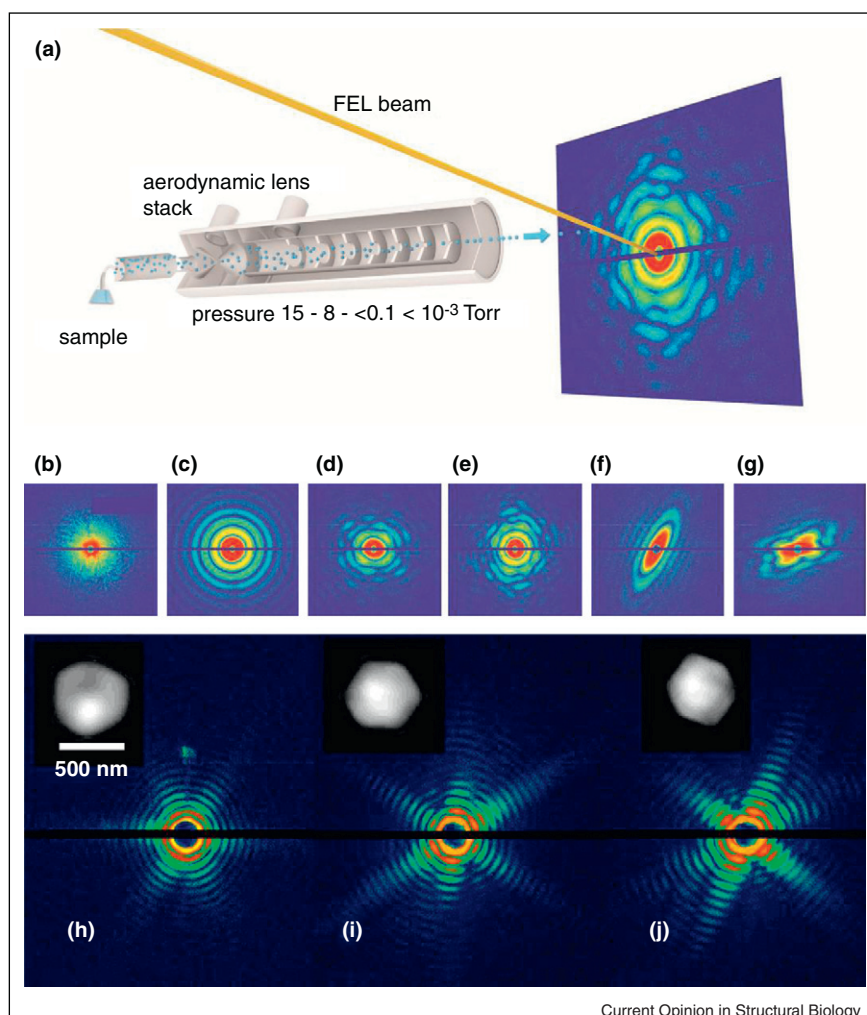 (a)
FEL beam
aerodynamic lens
stack
sample
pressure 15 - 8 - <0.1 < 10-3 Torr
(b)
(c)
(d)
(e)
(f)
(g)
500 nm
(h)
(i)
(j)
Current Opinion in Structural Biology